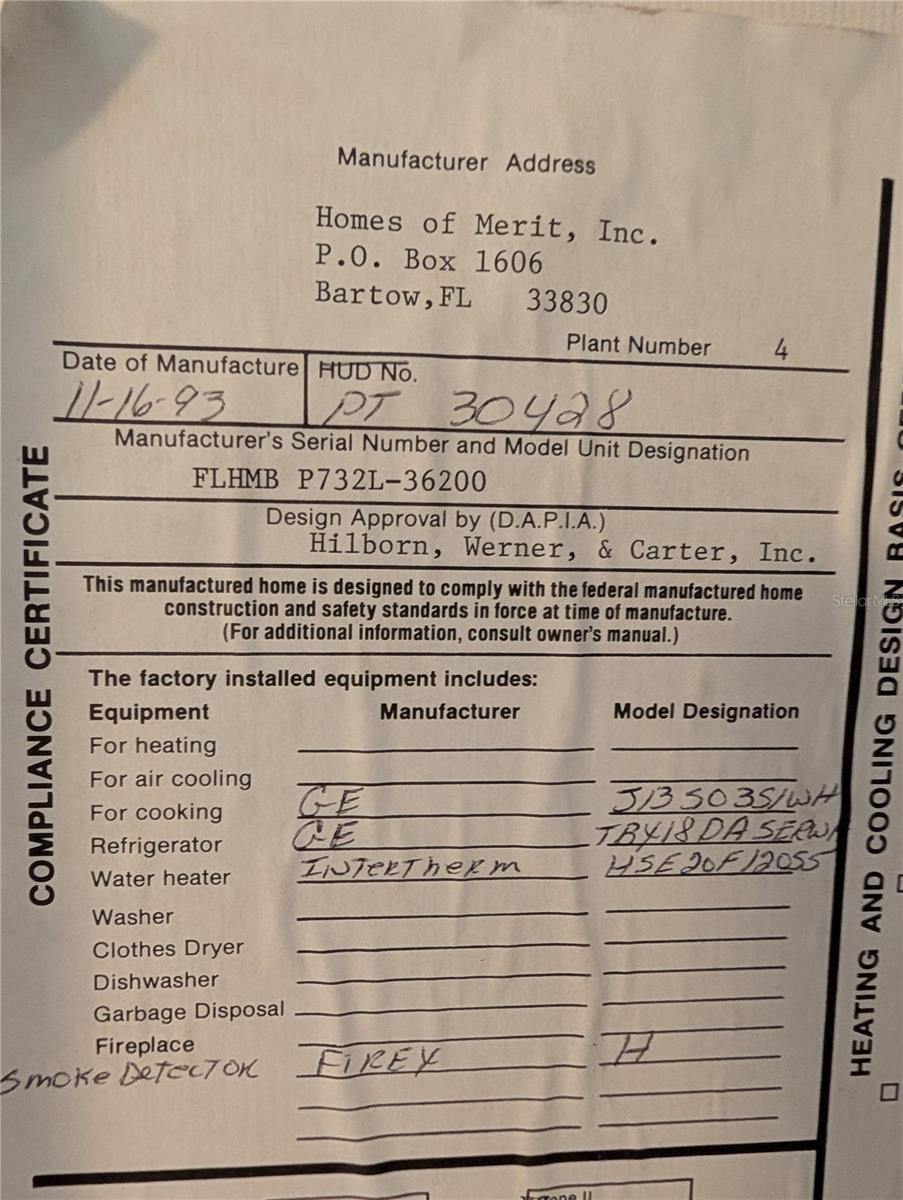 Manufacturer Address
Homes of Merit, Inc.
P.O. Box 1606
Bartow,FL 33830
Plant Number 4
Date of Manufacture HUD No.
11-16-93 PT 30428
Manufacturer's Serial Number and Model Unit Designation
FLHMB P732L-36200
Design Approval by (D.A.P.I.A.)
Hilborn, Werner, & Carter, Inc.
This manufactured home is designed to comply with the federal manufactured home
construction and safety standards in force at time of manufacture.
(For additional information, consult owner's manual.)
COMPLIANCE CERTIFICATE
The factory installed equipment includes:
Equipment Manufacturer Model Designation
For heating
For air cooling
For cooking GE
Refrigerator GE
Water heater INTERTHERM
Washer
Clothes Dryer
Dishwasher
Garbage Disposal
Fireplace
SMOKE DETECTOR FIREX H
HEATING AND COOLING DESIGN BASIS